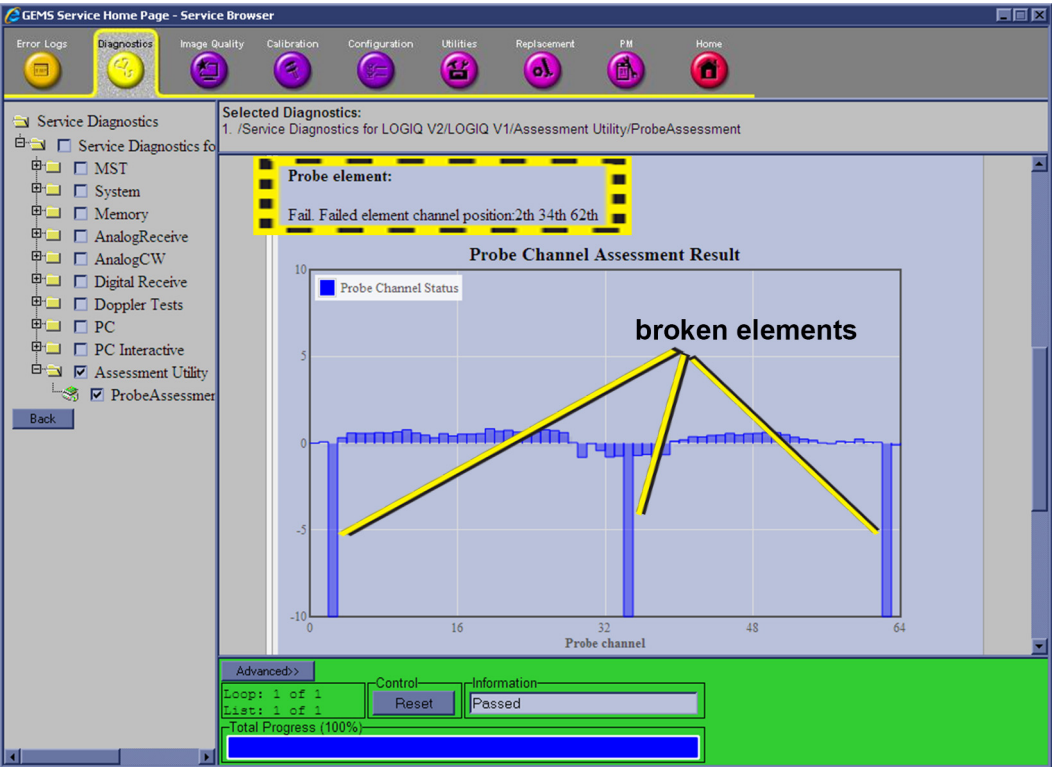 GEMS Service Home Page - Service Browser
Error Logs Diagnostics Image Quality Calibration Configuration Utilities Replacement PM Home
Service Diagnostics
Service Diagnostics fo
MST
System
Memory
AnalogReceive
AnalogCW
Digital Receive
Doppler Tests
PC
PC Interactive
Assessment Utility
ProbeAssessmer
Back
Selected Diagnostics:
1. /Service Diagnostics for LOGIQ V2/LOGIQ V1/Assessment Utility/ProbeAssessment
Probe element:
Fail. Failed element channel position:2th 34th 62th
Probe Channel Assessment Result
Probe Channel Status
broken elements
10
5
0
-5
-10
0 16 32 48 64
Probe channel
Advanced>>
Loop: 1 of 1
List: 1 of 1
Control
Reset
Information
Passed
Total Progress (100%)